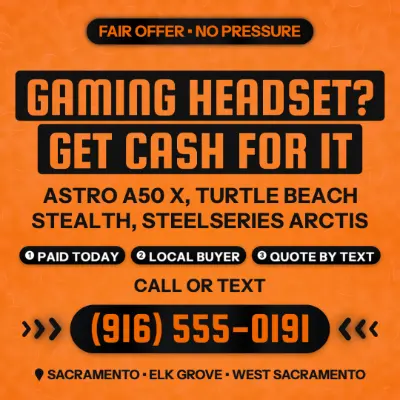 FAIR OFFER • NO PRESSURE
GAMING HEADSET?
GET CASH FOR IT
ASTRO A50 X, TURTLE BEACH
STEALTH, STEELSERIES ARCTIS
1 PAID TODAY 2 LOCAL BUYER 3 QUOTE BY TEXT
CALL OR TEXT
(916) 555-0191
SACRAMENTO • ELK GROVE • WEST SACRAMENTO